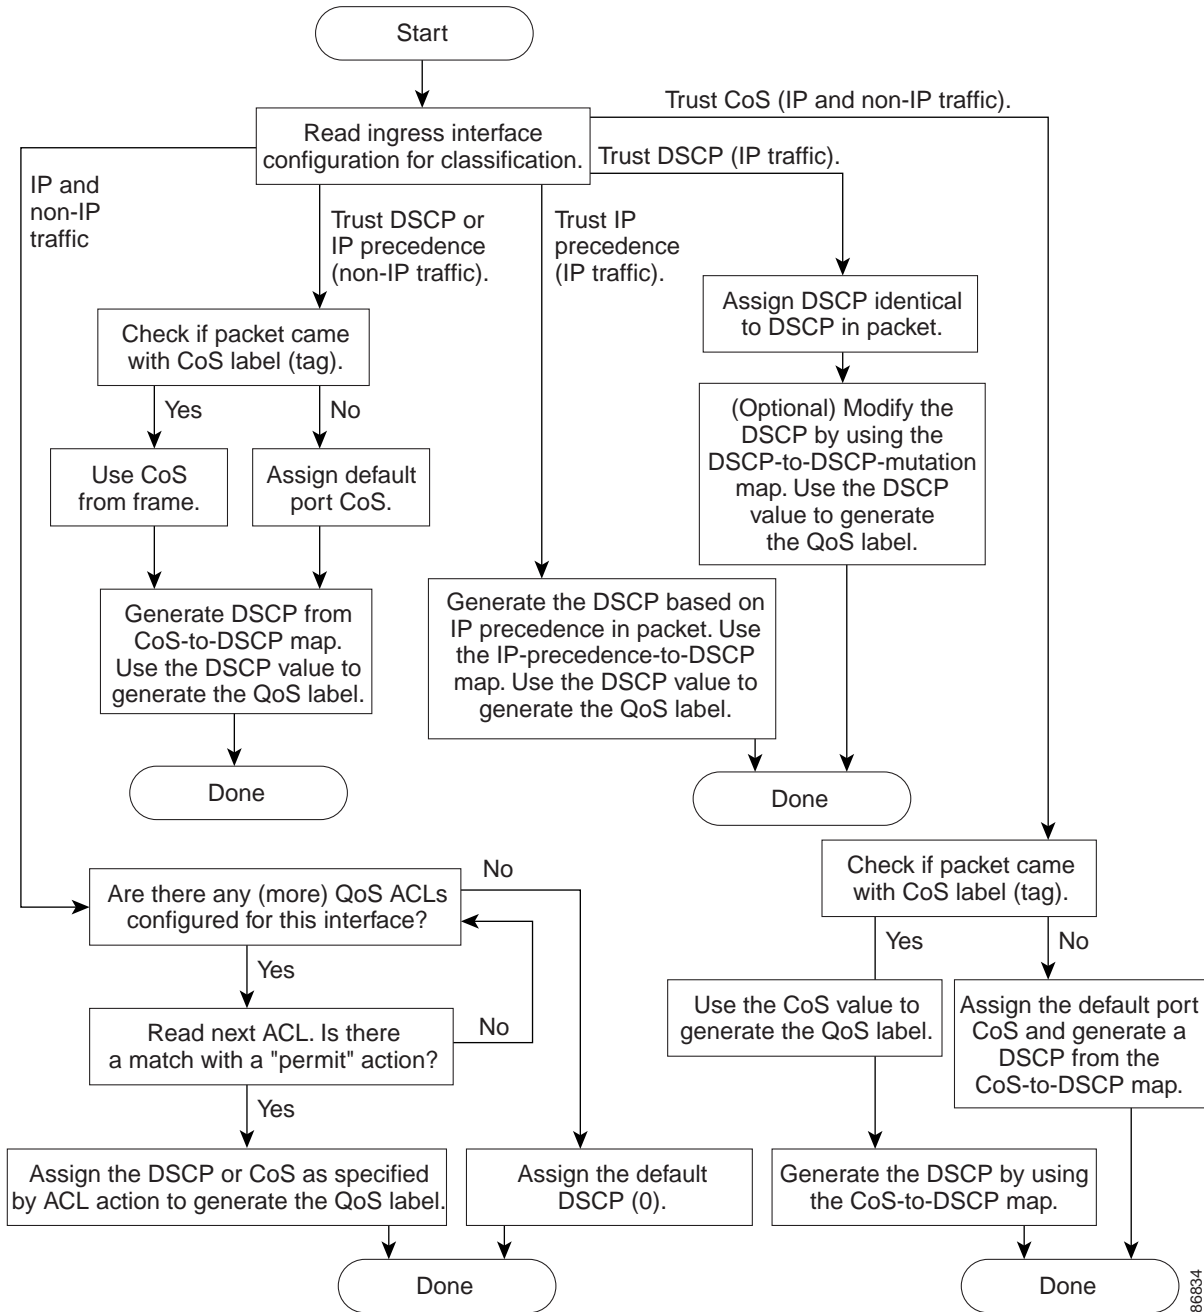 Start
Trust CoS (IP and non-IP traffic).
Read ingress interface
configuration for classification.
Trust DSCP (IP traffic).
IP and
non-IP
traffic
Trust DSCP or
IP precedence
(non-IP traffic).
Trust IP
precedence
(IP traffic).
Assign DSCP identical
to DSCP in packet.
Check if packet came
with CoS label (tag).
Yes
No
(Optional) Modify the
DSCP by using the
DSCP-to-DSCP-mutation
map. Use the DSCP
value to generate
the QoS label.
Use CoS
from frame.
Assign default
port CoS.
Generate DSCP from
CoS-to-DSCP map.
Use the DSCP value to
generate the QoS label.
Generate the DSCP based on
IP precedence in packet. Use
the IP-precedence-to-DSCP
map. Use the DSCP value to
generate the QoS label.
Done
Done
Check if packet came
with CoS label (tag).
Are there any (more) QoS ACLs
configured for this interface?
No
Yes
Yes
No
Read next ACL. Is there
a match with a "permit" action?
No
Use the CoS value to
generate the QoS label.
Assign the default port
CoS and generate a
DSCP from the
CoS-to-DSCP map.
Yes
Assign the DSCP or CoS as specified
by ACL action to generate the QoS label.
Assign the default
DSCP (0).
Generate the DSCP by using
the CoS-to-DSCP map.
Done
Done
86834